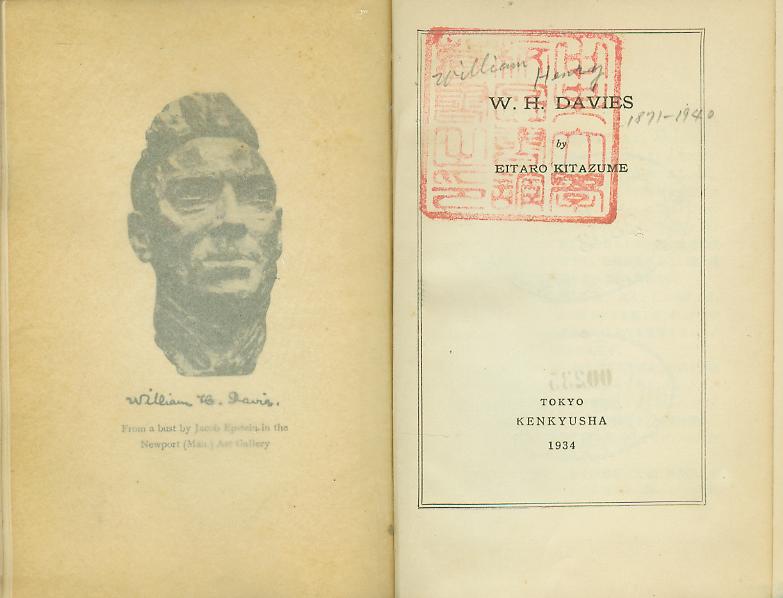 William H. Davis.
From a bust by Jacob Epstein in the
Newport (Mon.) Art Gallery
William Henry
W. H. DAVIES
1871-1940
by
EITARO KITAZUME
00235
TOKYO
KENKYUSHA
1934